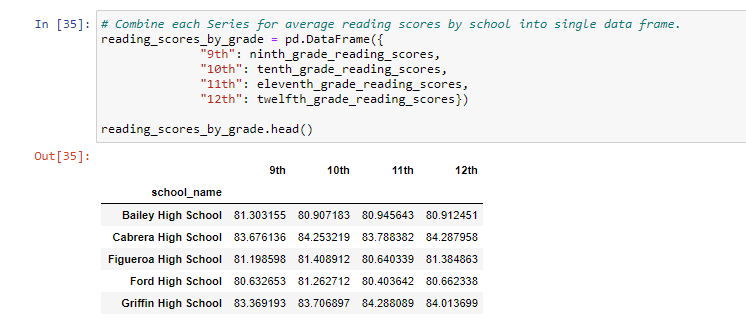 In [35]: # Combine each Series for average reading scores by school into single data frame.
reading_scores_by_grade = pd.DataFrame({
"9th": ninth_grade_reading_scores,
"10th": tenth_grade_reading_scores,
"11th": eleventh_grade_reading_scores,
"12th": twelfth_grade_reading_scores})
reading_scores_by_grade.head()
Out[35]:
9th 10th 11th 12th
school_name
Bailey High School 81.303155 80.907183 80.945643 80.912451
Cabrera High School 83.676136 84.253219 83.788382 84.287958
Figueroa High School 81.198598 81.408912 80.640339 81.384863
Ford High School 80.632653 81.262712 80.403642 80.662338
Griffin High School 83.369193 83.706897 84.288089 84.013699